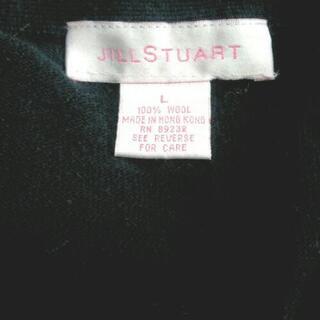 JILLSTUART
L
100% WOOL
MADE IN HONG KONG
RN 89238
SEE REVERSE
FOR CARE